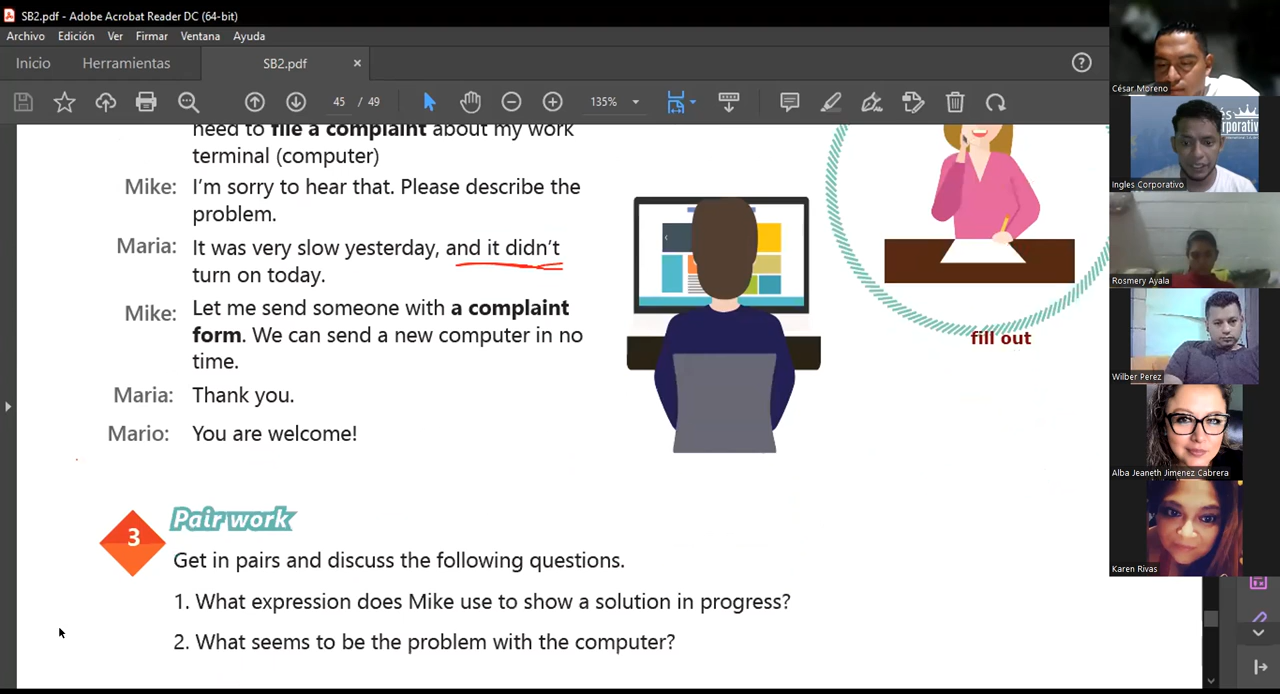 SB2.pdf - Adobe Acrobat Reader DC (64-bit)
Archivo Edición Ver Firmar Ventana Ayuda
Inicio Herramientas SB2.pdf ×
45 / 49 135%
need to file a complaint about my work
terminal (computer)
Mike: I'm sorry to hear that. Please describe the
problem.
Maria: It was very slow yesterday, and it didn't
turn on today.
Mike: Let me send someone with a complaint
form. We can send a new computer in no
time.
Maria: Thank you.
Mario: You are welcome!
fill out
3 Pair work
Get in pairs and discuss the following questions.
1. What expression does Mike use to show a solution in progress?
2. What seems to be the problem with the computer?
César Moreno
Ingles Corporativo
Rosmery Ayala
Wilber Perez
Alba Jeaneth Jimenez Cabrera
Karen Rivas